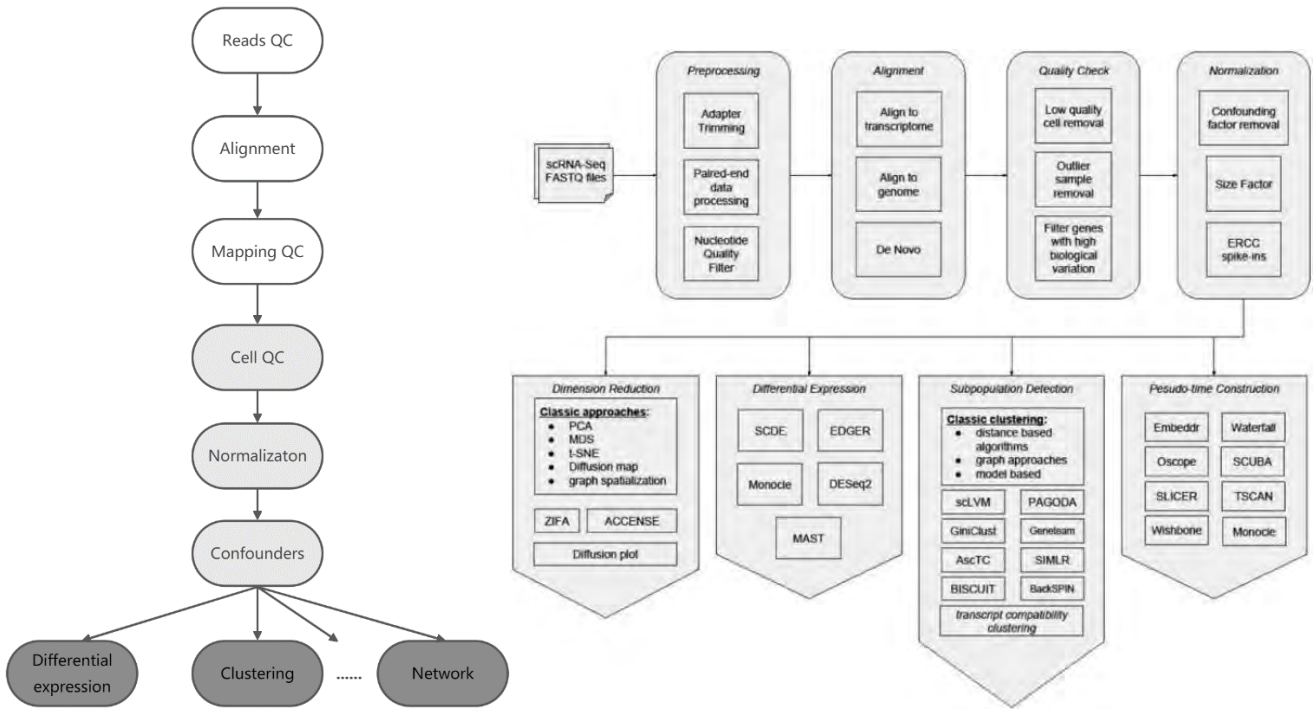 Reads QC
Alignment
Mapping QC
Cell QC
Normalizaton
Confounders
Differential
expression
Clustering
......
Network
scRNA-Seq
FASTQ files
Preprocessing
Adapter
Trimming
Paired-end
data
processing
Nucleotide
Quality
Filter
Alignment
Align to
transcriptome
Align to
genome
De Novo
Quality Check
Low quality
cell removal
Outlier
sample
removal
Filter genes
with high
biological
variation
Normalization
Confounding
factor removal
Size Factor
ERCC
spike-ins
Dimension Reduction
Classic approaches:
● PCA
● MDS
● t-SNE
● Diffusion map
● graph spatialization
ZIFA
ACCENSE
Diffusion plot
Differential Expression
SCDE
EDGER
Monocle
DESeq2
MAST
Subpopulation Detection
Classic clustering:
● distance based
algorithms
● graph approaches
● model based
scLVM
PAGODA
GiniClust
Geneteam
AscTC
SIMLR
BISCUIT
BackSPIN
transcript compatibility
clustering
Pesudo-time Construction
Embeddr
Waterfall
Oscope
SCUBA
SLICER
TSCAN
Wishbone
Monocle